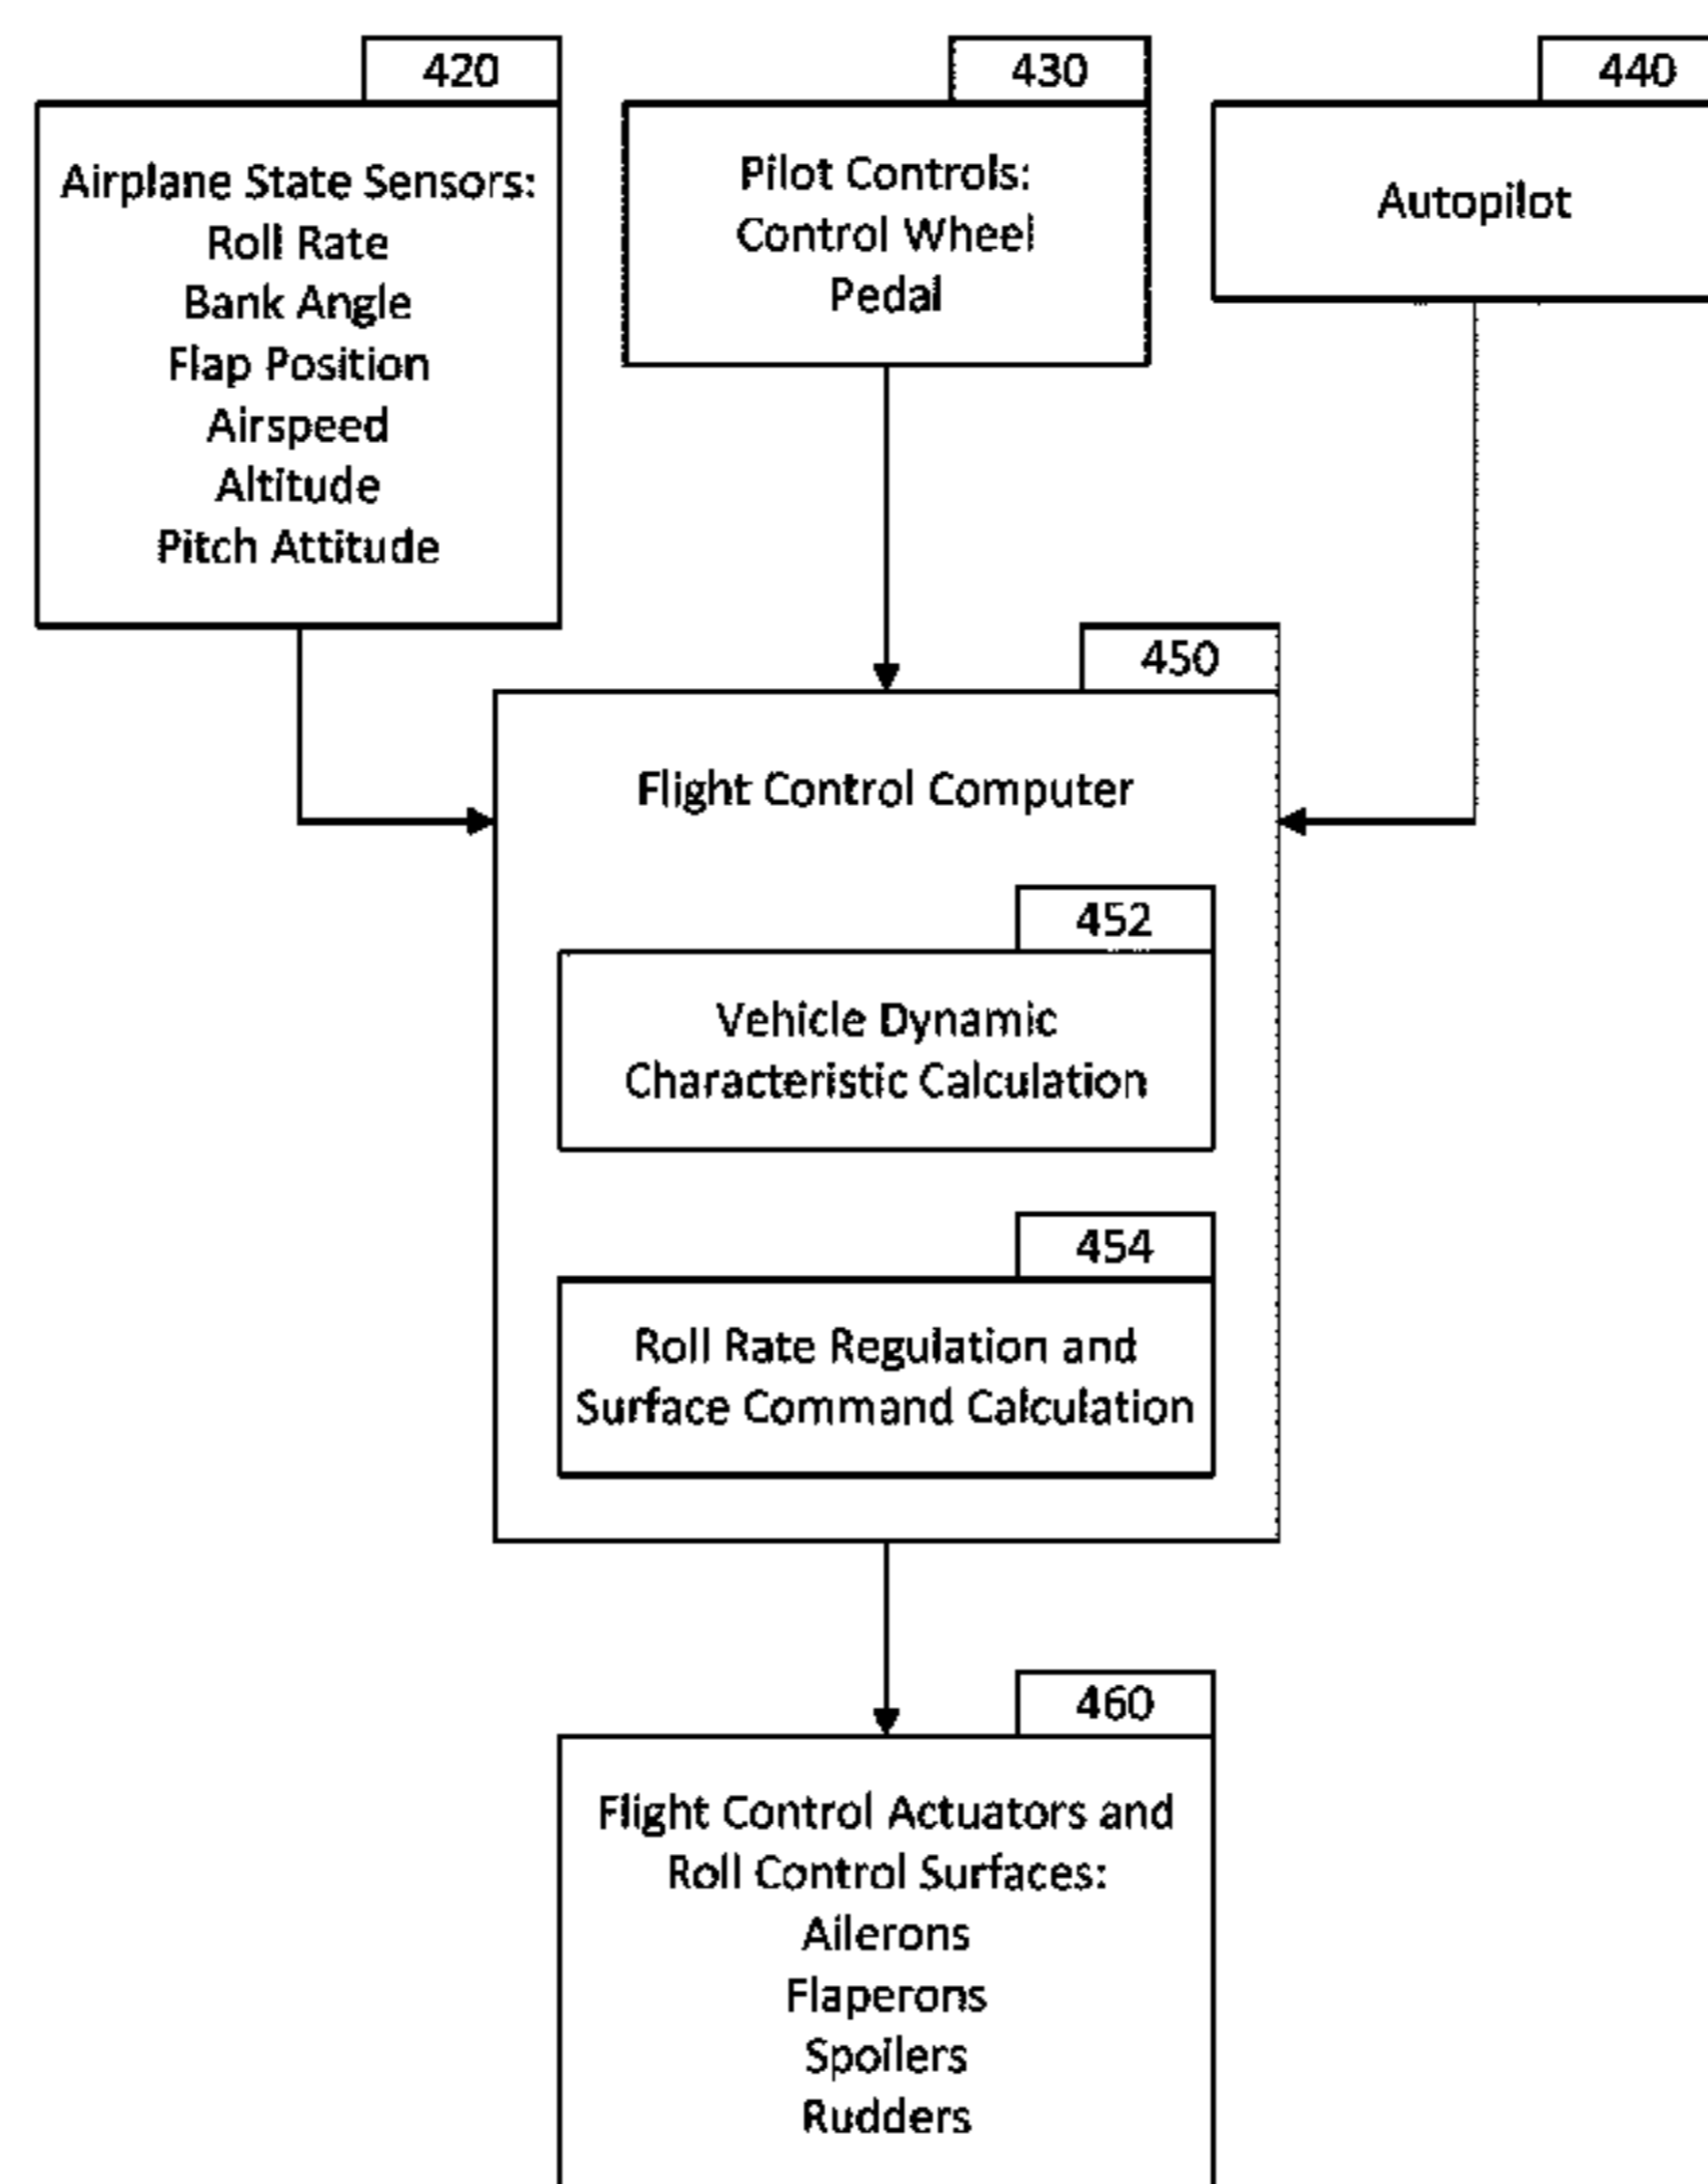 420
Airplane State Sensors:
Roll Rate
Bank Angle
Flap Position
Airspeed
Altitude
Pitch Attitude
430
Pilot Controls:
Control Wheel
Pedal
440
Autopilot
450
Flight Control Computer
452
Vehicle Dynamic
Characteristic Calculation
454
Roll Rate Regulation and
Surface Command Calculation
460
Flight Control Actuators and
Roll Control Surfaces:
Ailerons
Flaperons
Spoilers
Rudders